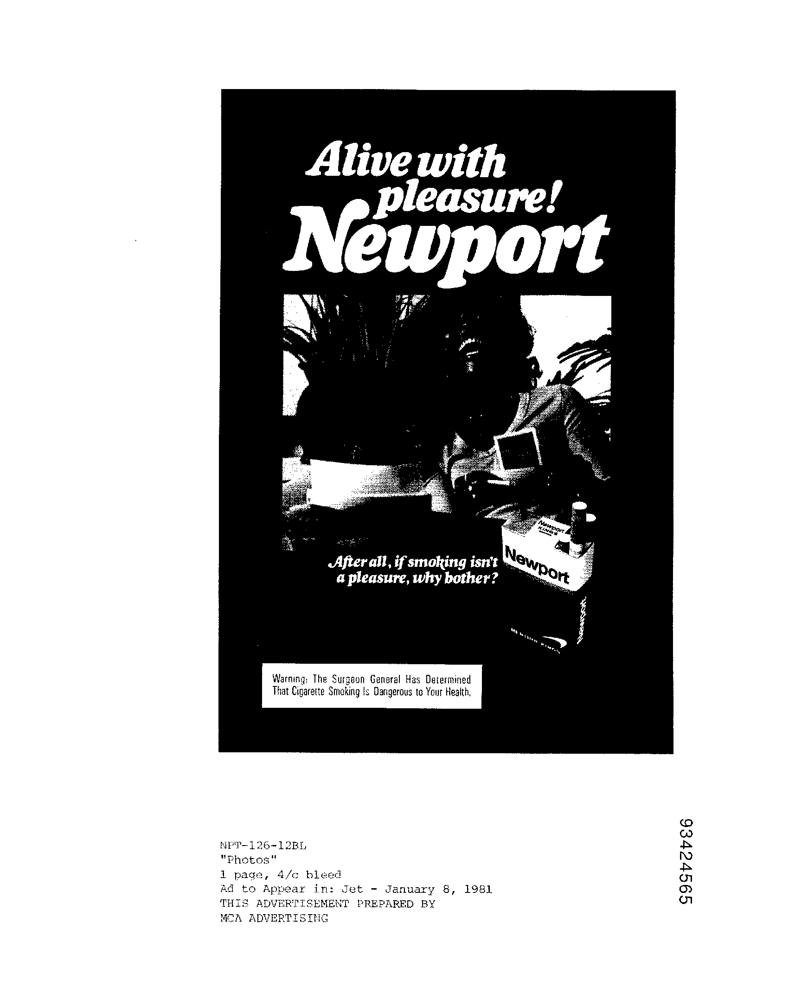 Alive with
pleasure!
Newport
After all, if smoking isn't
a pleasure, why bother?
Newport
Newport
Newport
Warning: The Surgeon General Has Determined
That Cigarette Smoking Is Dangerous to Your Health.
NPT-126-12BL
"Photos"
1 page, 4/c bleed
Ad to Appear in: Jet - January 8, 1981
THIS ADVERTISEMENT PREPARED BY
MCA ADVERTISING
93424565